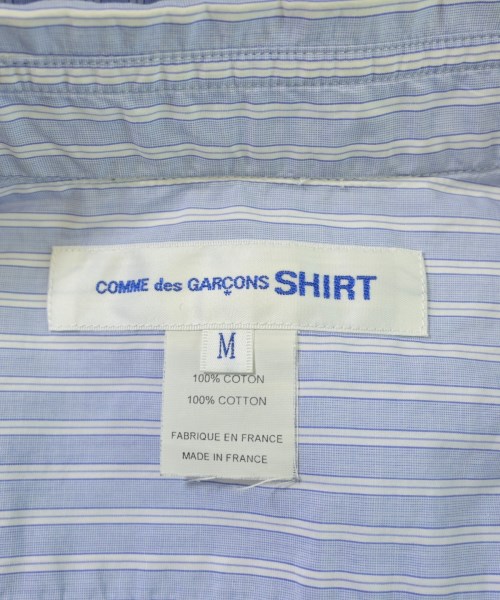 COMME des GARÇONS SHIRT
M
100% COTON
100% COTTON
FABRIQUE EN FRANCE
MADE IN FRANCE